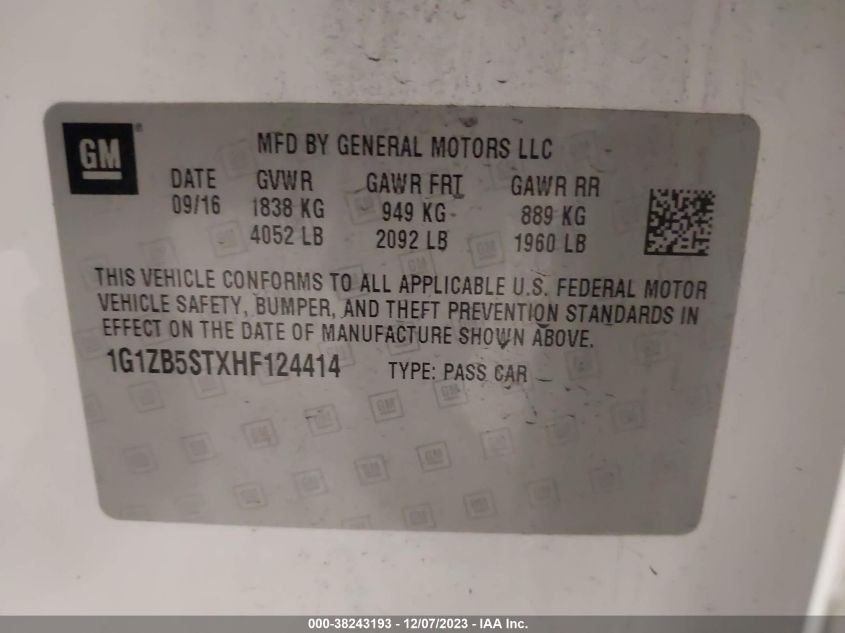 GM
MFD BY GENERAL MOTORS LLC
DATE GVWR GAWR FRT GAWR RR
09/16 1838 KG 949 KG 889 KG
4052 LB 2092 LB 1960 LB
THIS VEHICLE CONFORMS TO ALL APPLICABLE U.S. FEDERAL MOTOR
VEHICLE SAFETY, BUMPER, AND THEFT PREVENTION STANDARDS IN
EFFECT ON THE DATE OF MANUFACTURE SHOWN ABOVE.
1G1ZB5STXHF124414 TYPE: PASS CAR
000-38243193 - 12/07/2023 - IAA Inc.